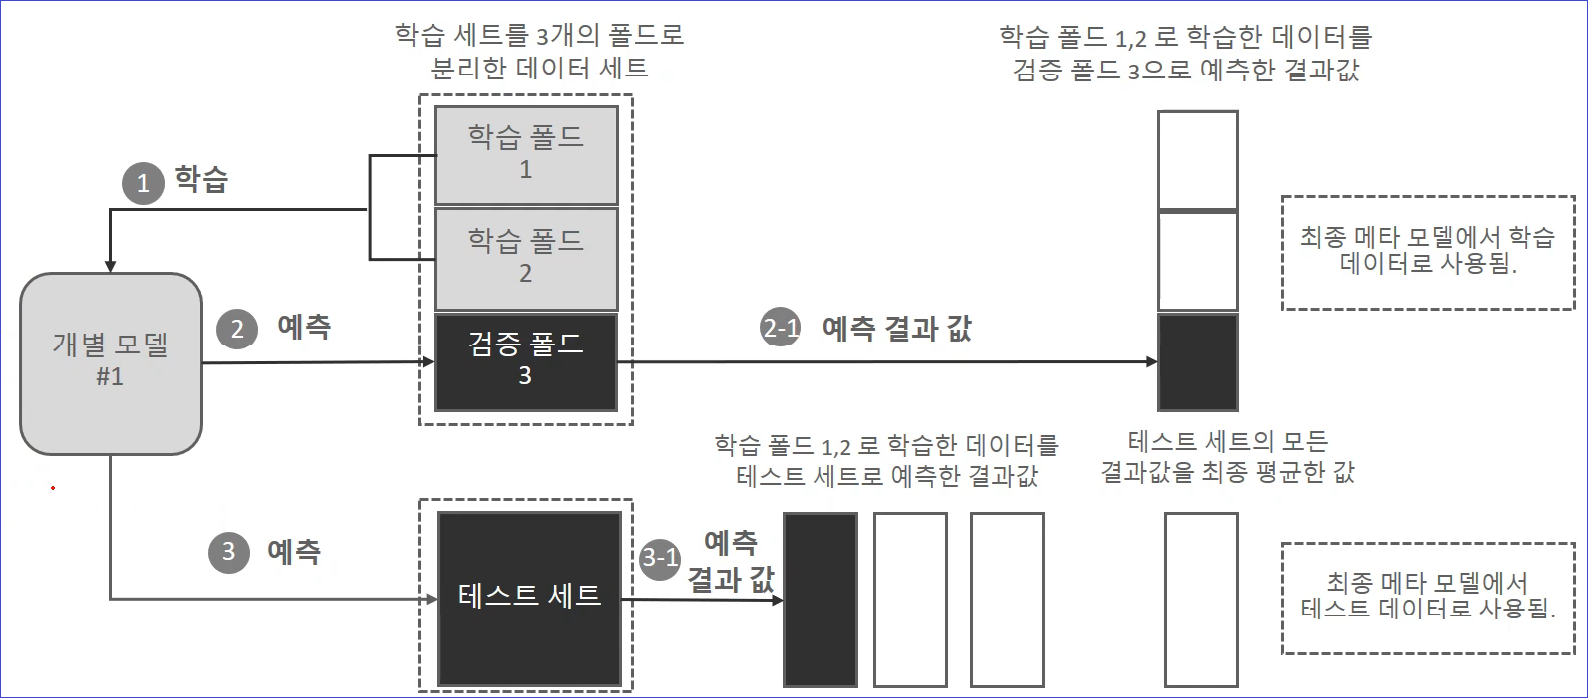 학습 세트를 3개의 폴드로
분리한 데이터 세트
학습 폴드 1,2 로 학습한 데이터를
검증 폴드 3으로 예측한 결과값
1 학습
학습 폴드
1
학습 폴드
2
검증 폴드
3
개별 모델
#1
2 예측
2-1 예측 결과 값
최종 메타 모델에서 학습
데이터로 사용됨.
학습 폴드 1,2 로 학습한 데이터를
테스트 세트로 예측한 결과값
테스트 세트의 모든
결과값을 최종 평균한 값
3 예측
테스트 세트
3-1 예측
결과 값
최종 메타 모델에서
테스트 데이터로 사용됨.